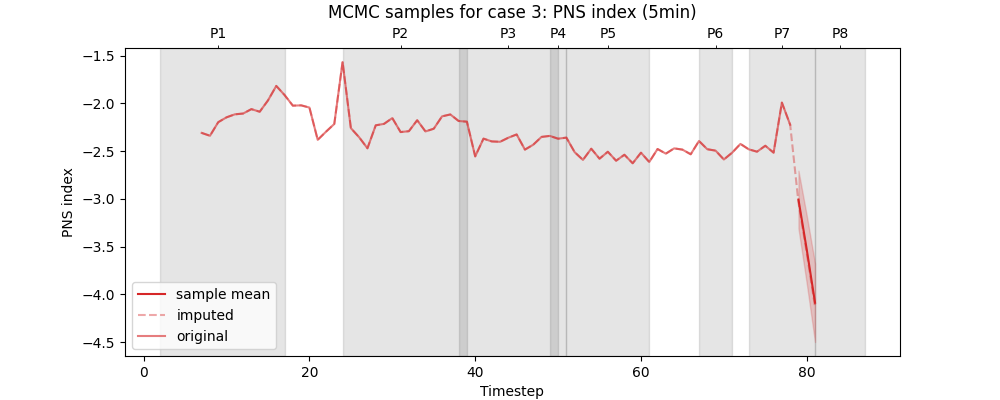 MCMC samples for case 3: PNS index (5min)
P1 P2 P3 P4 P5 P6 P7 P8
−1.5
−2.0
−2.5
−3.0
−3.5
−4.0
−4.5
PNS index
sample mean
imputed
original
0 20 40 60 80
Timestep